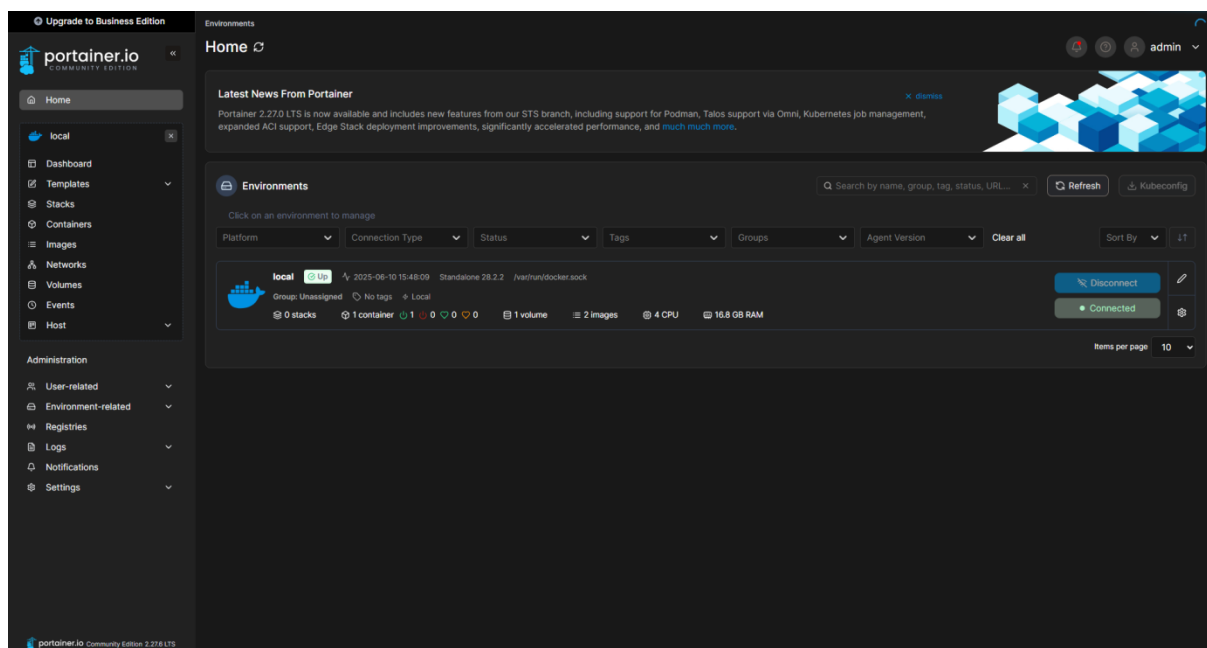 Upgrade to Business Edition
portainer.io
COMMUNITY EDITION
Home
local
Dashboard
Templates
Stacks
Containers
Images
Networks
Volumes
Events
Host
Administration
User-related
Environment-related
Registries
Logs
Notifications
Settings
portainer.io Community Edition 2.27.6 LTS
Environments
Home
admin
Latest News From Portainer
dismiss
Portainer 2.27.0 LTS is now available and includes new features from our STS branch, including support for Podman, Talos support via Omni, Kubernetes job management,
expanded ACI support, Edge Stack deployment improvements, significantly accelerated performance, and much much more.
Environments
Search by name, group, tag, status, URL...
Refresh
Kubeconfig
Click on an environment to manage
Platform Connection Type Status Tags Groups Agent Version Clear all Sort By
local Up 2025-06-10 15:48:09 Standalone 28.2.2 /var/run/docker.sock
Group: Unassigned No tags Local
0 stacks 1 container 1 0 0 0 1 volume 2 images 4 CPU 16.8 GB RAM
Disconnect
Connected
Items per page 10